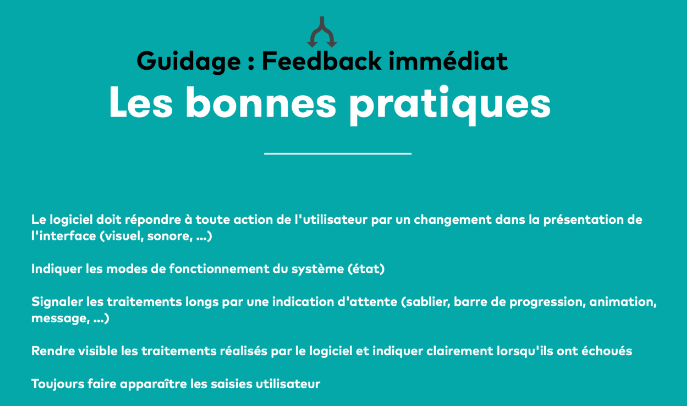 Guidage : Feedback immédiat
Les bonnes pratiques
Le logiciel doit répondre à toute action de l'utilisateur par un changement dans la présentation de
l'interface (visuel, sonore, ...)
Indiquer les modes de fonctionnement du système (état)
Signaler les traitements longs par une indication d'attente (sablier, barre de progression, animation,
message, ...)
Rendre visible les traitements réalisés par le logiciel et indiquer clairement lorsqu'ils ont échoués
Toujours faire apparaître les saisies utilisateur